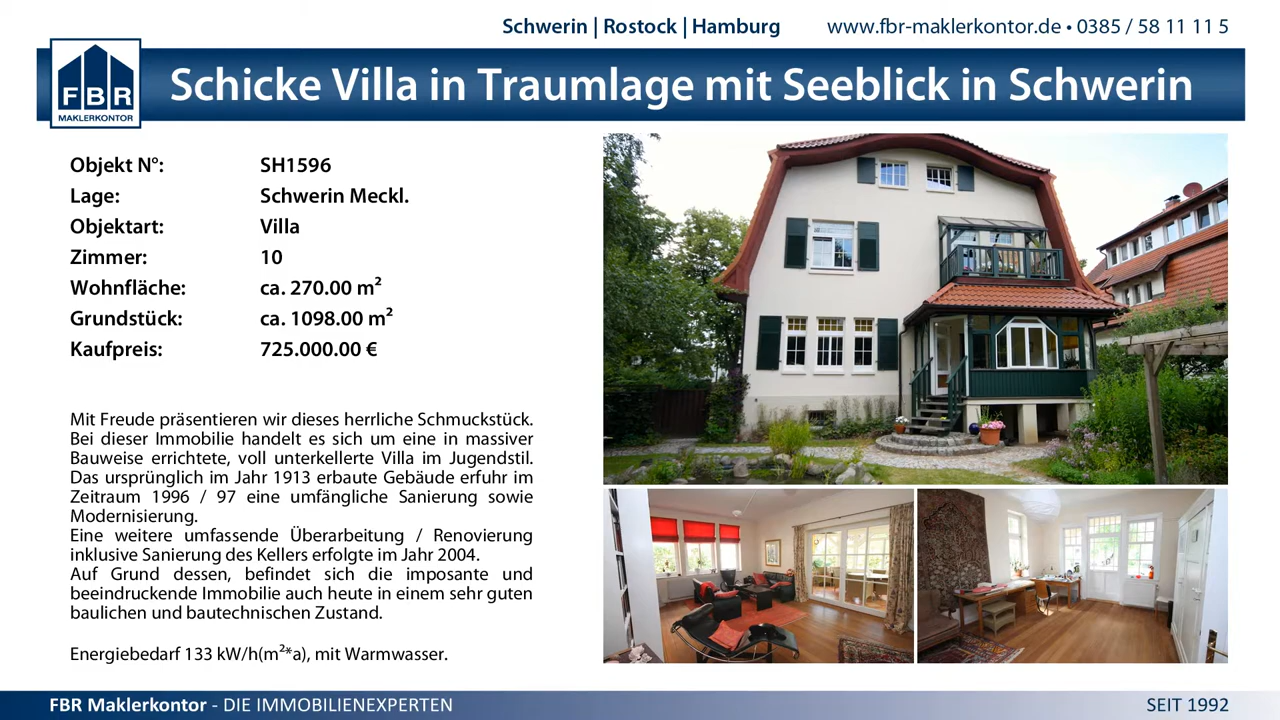 Schwerin | Rostock | Hamburg www.fbr-maklerkontor.de • 0385 / 58 11 11 5
FBR
MAKLERKONTOR
Schicke Villa in Traumlage mit Seeblick in Schwerin
Objekt N°: SH1596
Lage: Schwerin Meckl.
Objektart: Villa
Zimmer: 10
Wohnfläche: ca. 270.00 m²
Grundstück: ca. 1098.00 m²
Kaufpreis: 725.000.00 €
Mit Freude präsentieren wir dieses herrliche Schmuckstück.
Bei dieser Immobilie handelt es sich um eine in massiver
Bauweise errichtete, voll unterkellerte Villa im Jugendstil.
Das ursprünglich im Jahr 1913 erbaute Gebäude erfuhr im
Zeitraum 1996 / 97 eine umfängliche Sanierung sowie
Modernisierung.
Eine weitere umfassende Überarbeitung / Renovierung
inklusive Sanierung des Kellers erfolgte im Jahr 2004.
Auf Grund dessen, befindet sich die imposante und
beeindruckende Immobilie auch heute in einem sehr guten
baulichen und bautechnischen Zustand.
Energiebedarf 133 kW/h(m²*a), mit Warmwasser.
FBR Maklerkontor - DIE IMMOBILIENEXPERTEN SEIT 1992